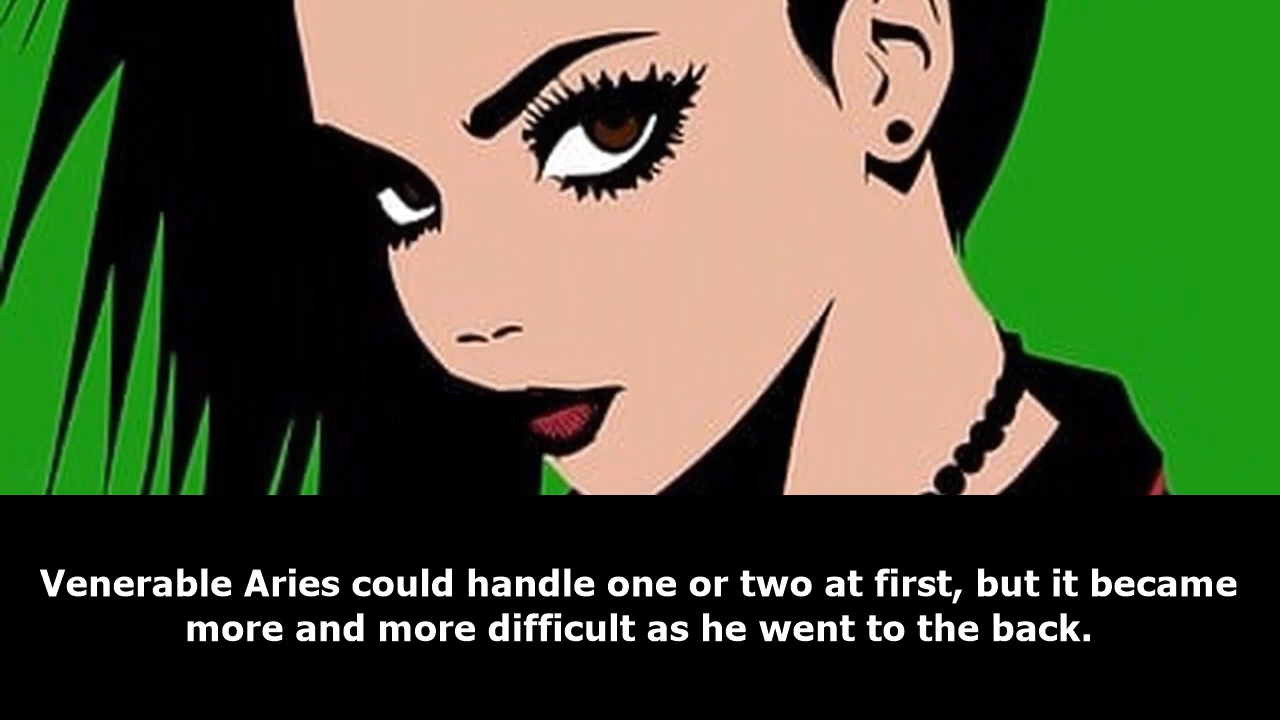 Venerable Aries could handle one or two at first, but it became
more and more difficult as he went to the back.